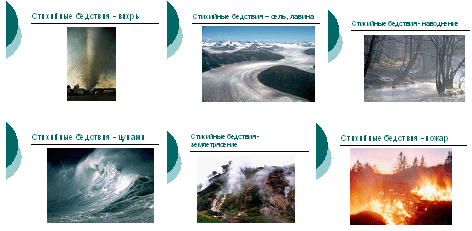 Стихийные бедствия – вихрь
Стихийные бедствия – сель, лавина
Стихийные бедствия- наводнение
Стихийные бедствия – цунами
Стихийные бедствия-
землетрясение
Стихийные бедствия – пожар